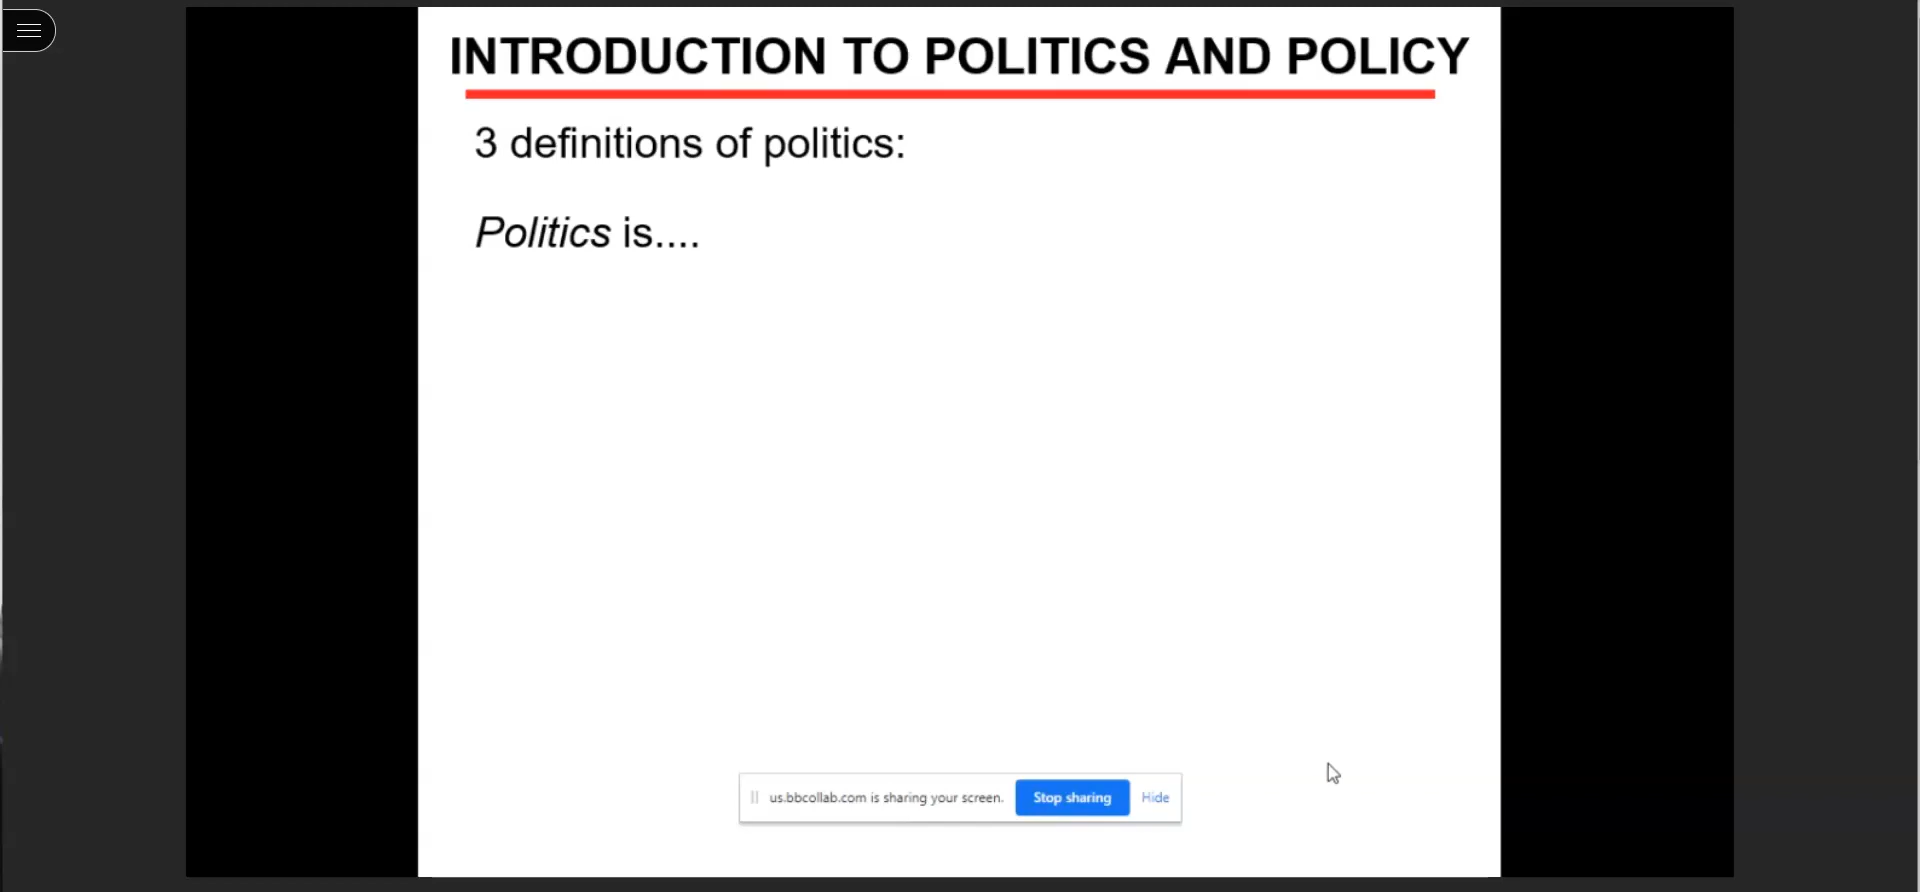 INTRODUCTION TO POLITICS AND POLICY
3 definitions of politics:
Politics is....
us.bbcollab.com is sharing your screen. Stop sharing Hide